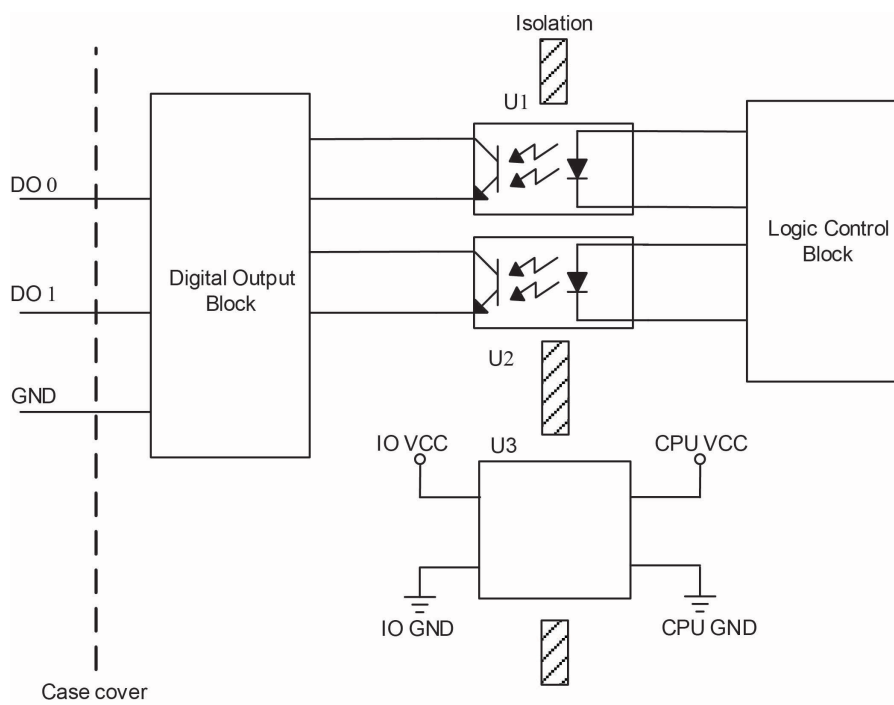 Isolation
U1
DO 0
Logic Control
Block
Digital Output
Block
DO 1
U2
GND
U3
IO VCC
CPU VCC
IO GND
CPU GND
Case cover